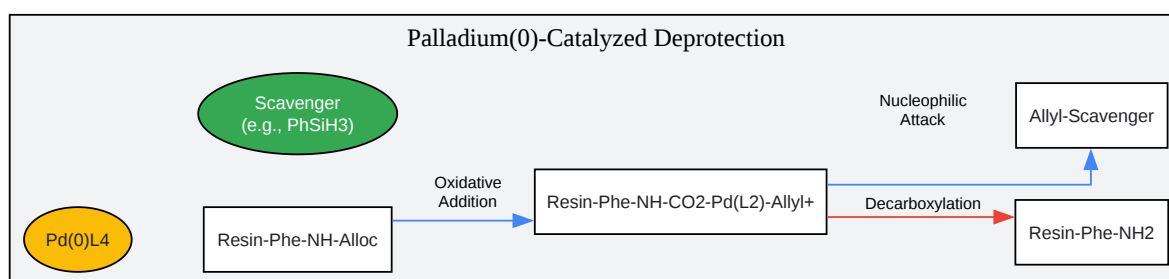 Palladium(0)-Catalyzed Deprotection
Scavenger
(e.g., PhSiH3)
Nucleophilic
Attack
Allyl-Scavenger
Oxidative
Addition
Resin-Phe-NH-CO2-Pd(L2)-Allyl+
Decarboxylation
Pd(0)L4
Resin-Phe-NH-Alloc
Resin-Phe-NH2